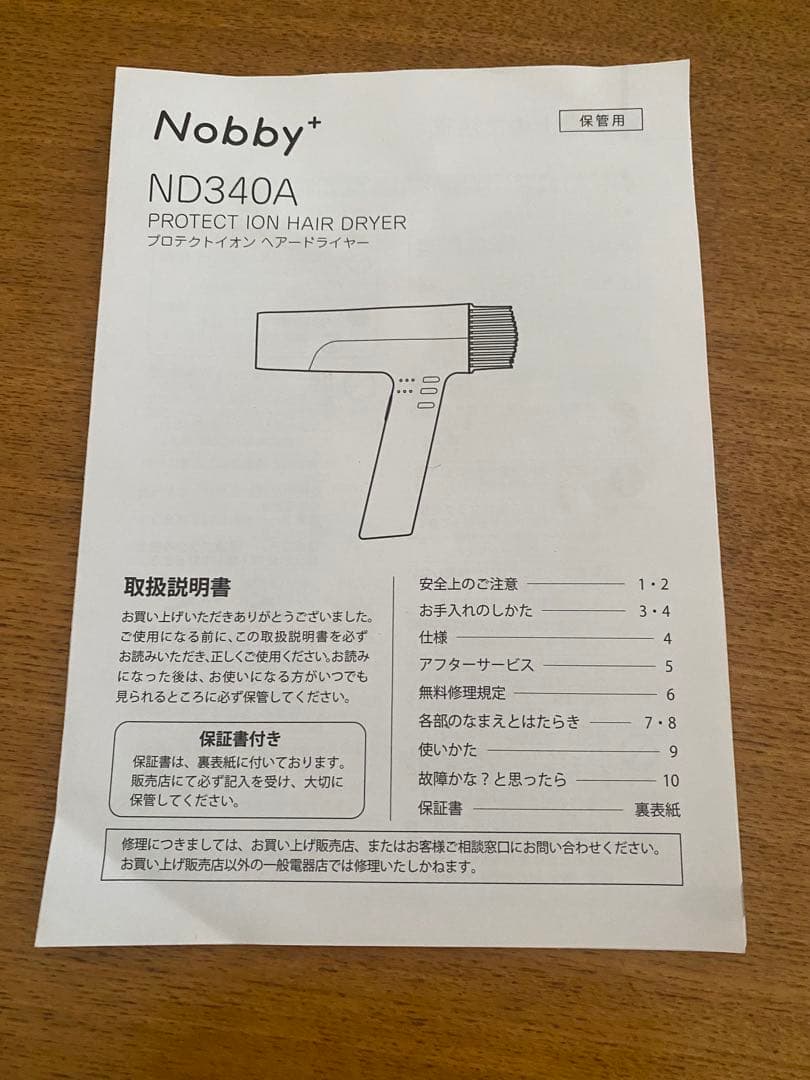 Nobby+
保管用
ND340A
PROTECT ION HAIR DRYER
プロテクトイオン ヘアードライヤー
取扱説明書
お買い上げいただきありがとうございました。
ご使用になる前に、この取扱説明書を必ず
お読みいただき、正しくご使用ください。お読み
になった後は、お使いになる方がいつでも
見られるところに必ず保管してください。
保証書付き
保証書は、裏表紙に付いております。
販売店にて必ず記入を受け、大切に
保管してください。
安全上のご注意 1・2
お手入れのしかた 3・4
仕様 4
アフターサービス 5
無料修理規定 6
各部のなまえとはたらき 7・8
使いかた 9
故障かな？と思ったら 10
保証書 裏表紙
修理につきましては、お買い上げ販売店、またはお客様ご相談窓口にお問い合わせください。
お買い上げ販売店以外の一般電器店では修理いたしかねます。